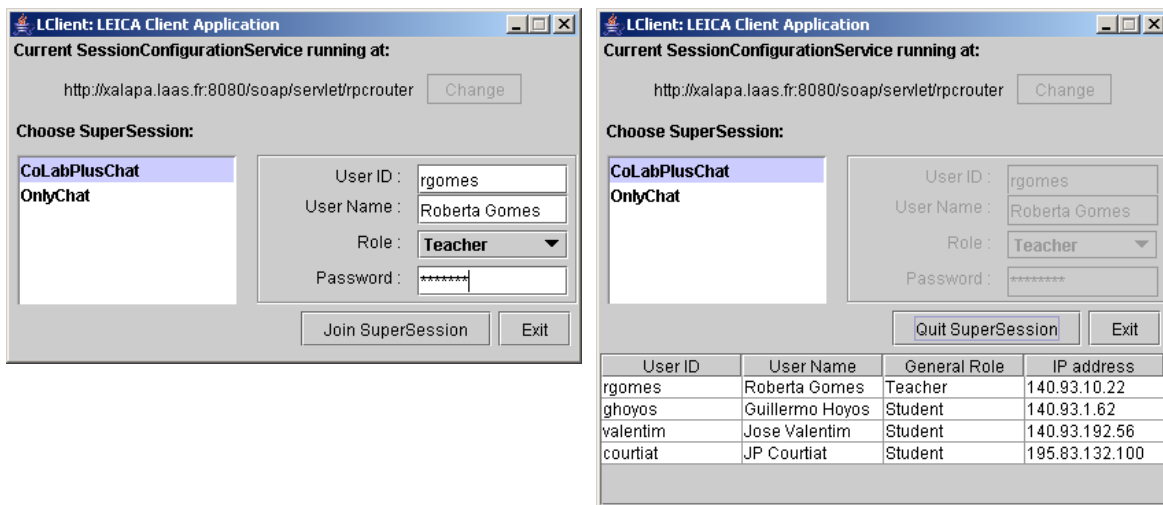 LClient: LEICA Client Application
Current SessionConfigurationService running at:
http://xalapa.laas.fr:8080/soap/servlet/rpcrouter Change
Choose SuperSession:
CoLabPlusChat
OnlyChat
User ID : rgomes
User Name : Roberta Gomes
Role : Teacher
Password : *******
Join SuperSession Exit
LClient: LEICA Client Application
Current SessionConfigurationService running at:
http://xalapa.laas.fr:8080/soap/servlet/rpcrouter Change
Choose SuperSession:
CoLabPlusChat
OnlyChat
User ID : rgomes
User Name : Roberta Gomes
Role : Teacher
Password : ********
Quit SuperSession Exit
User ID User Name General Role IP address
rgomes Roberta Gomes Teacher 140.93.10.22
ghoyos Guillermo Hoyos Student 140.93.1.62
valentim Jose Valentim Student 140.93.192.56
courtiat JP Courtiat Student 195.83.132.100